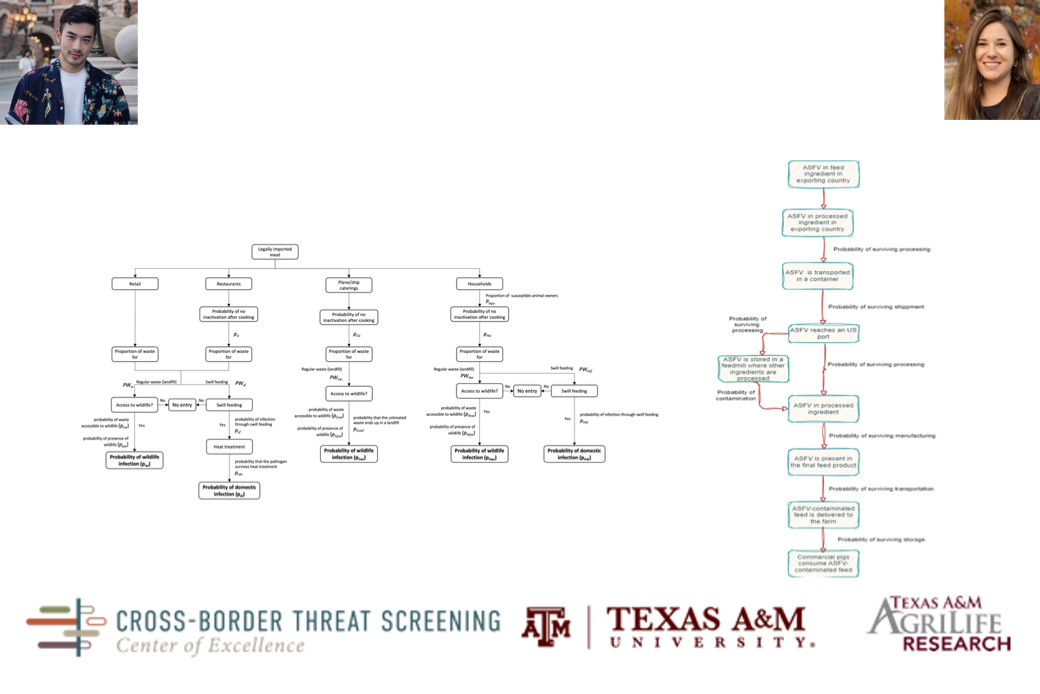 Legally imported
meat
Retail
Restaurants
Plane/ship
caterings
Households
Proportion of susceptible animal owners
Probability of no
inactivation after cooking
Probability of no
inactivation after cooking
Probability of no
inactivation after cooking
Proportion of waste
for
Proportion of waste
for
Proportion of waste
for
Proportion of waste
for
Regular waste (landfill)
Swill feeding
Regular waste (landfill)
Regular waste (landfill)
Swill feeding
Access to wildlife?
No
No entry
No
Swill feeding
Access to wildlife?
Access to wildlife?
No
No entry
No
Swill feeding
probability of waste
accessible to wildlife
Yes
probability of presence of
wildlife
Yes
probability of infection
through swill feeding
Heat treatment
probability that the pathogen
survives heat treatment
probability of waste
accessible to wildlife
probability of presence of
wildlife
probability that the untreated
waste ends up in a landfill
probability of waste
accessible to wildlife
Yes
probability of presence of
wildlife
Yes
probability of infection through swill feeding
Probability of wildlife
infection
Probability of domestic
infection
Probability of wildlife
infection
Probability of wildlife
infection
Probability of domestic
infection
ASFV in feed
ingredient in
exporting country
ASFV in processed
ingredient in
exporting country
Probability of surviving processing
ASFV is transported
in a container
Probability of surviving shippment
ASFV reaches an US
port
Probability of
surviving
processing
ASFV is stored in a
feedmill where other
ingredients are
processed
Probability of surviving processing
Probability of
contamination
ASFV in processed
ingredient
Probability of surviving manufacturing
ASFV is present in
the final feed product
Probability of surviving transportation
ASFV-contaminated
feed is delivered to
the farm
Probability of surviving storage
Commercial pigs
consume ASFV-
contaminated feed
CROSS-BORDER THREAT SCREENING
Center of Excellence
ATM
TEXAS A&M
UNIVERSITY.
TEXAS A&M
AGRILIFE
RESEARCH